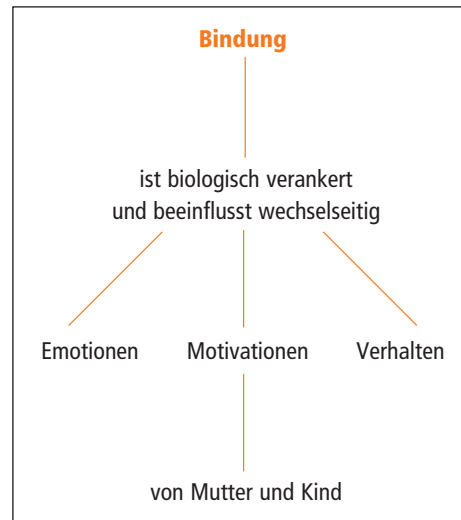 Bindung
ist biologisch verankert
und beeinflusst wechselseitig
Emotionen Motivationen Verhalten
von Mutter und Kind